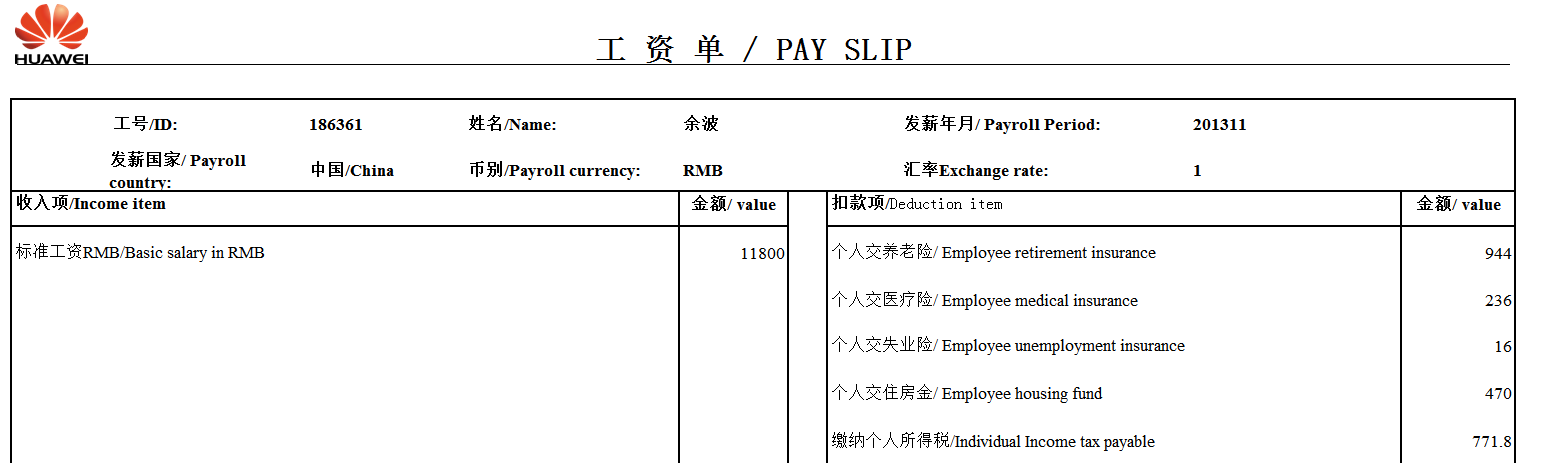 HUAWEI
工 资 单 / PAY SLIP
工号/ID: 186361 姓名/Name: 余波 发薪年月/ Payroll Period: 201311
发薪国家/ Payroll
country: 中国/China 币别/Payroll currency: RMB 汇率Exchange rate: 1
收入项/Income item 金额/ value 扣款项/Deduction item 金额/ value
标准工资RMB/Basic salary in RMB 11800 个人交养老险/ Employee retirement insurance 944
个人交医疗险/ Employee medical insurance 236
个人交失业险/ Employee unemployment insurance 16
个人交住房金/ Employee housing fund 470
缴纳个人所得税/Individual Income tax payable 771.8